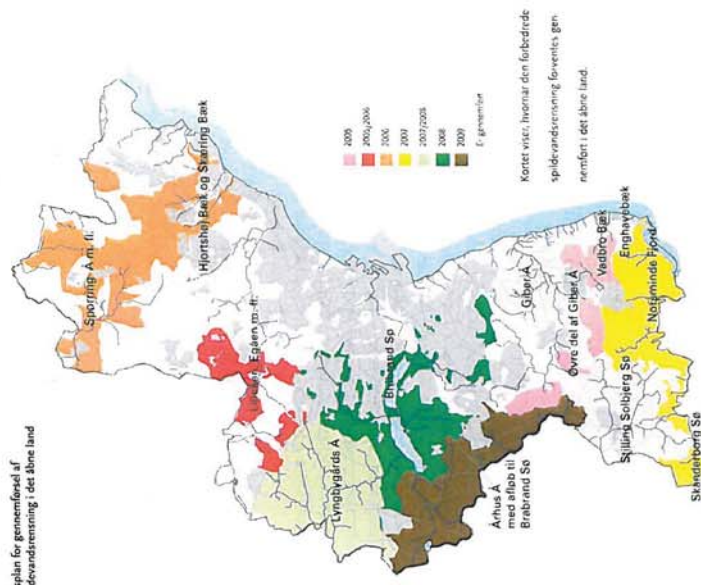 splan for gennemførsel af
devandsrensning i det åbne land
Sporring Å m. fl.
Hjortshøj Bæk og Skæring Bæk
Egåen m. fl.
Lyngbygårds Å
Brabrand Sø
Århus Å
med afløb til
Brabrand Sø
Giber Å
Øvre del af Giber Å
Vadbro Bæk
Enghavebæk
Norsminde Fjord
Stilling Solbjerg Sø
Skanderborg Sø
2005
2005/2006
2006
2007
2007/2008
2008
2009
Er gennemført
Kortet viser, hvornår den forbedrede
spildevandsrensning forventes gen
nemført i det åbne land.